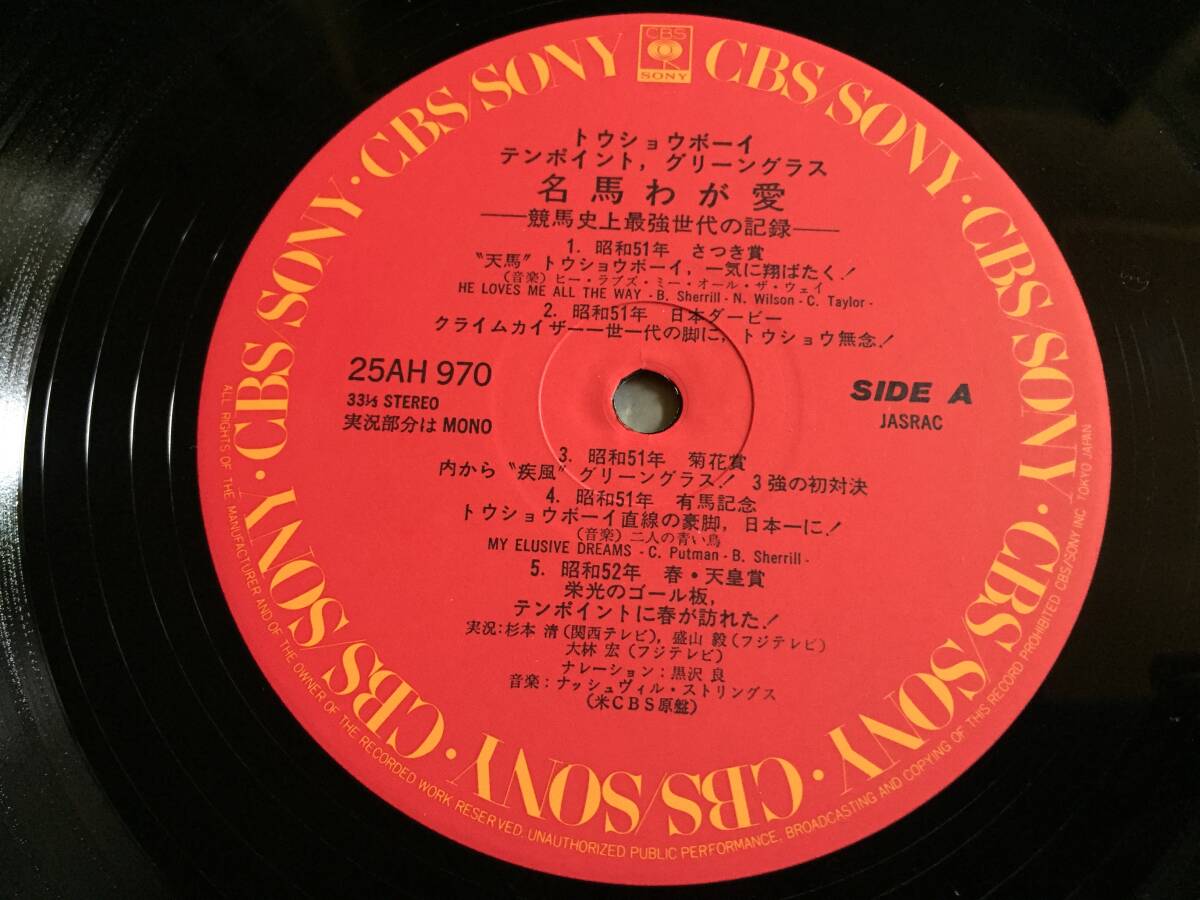 CBS
SONY
CBS/SONY · CBS/SONY · CBS/SONY · CBS/SONY · CBS/SONY · CBS/SONY · CBS/SONY
トウショウボーイ
テンポイント, グリーングラス
名馬わが愛
——競馬史上最強世代の記録——
1. 昭和51年 さつき賞
〝天馬〟トウショウボーイ, 一気に翔ばたく!
(音楽) ヒー・ラブズ・ミー・オール・ザ・ウェイ
HE LOVES ME ALL THE WAY - B. Sherrill - N. Wilson - C. Taylor -
2. 昭和51年 日本ダービー
クライムカイザー一世一代の脚に, トウショウ無念!
25AH 970
33⅓ STEREO
実況部分は MONO
SIDE A
JASRAC
3. 昭和51年 菊花賞
内から〝疾風〟グリーングラス! 3強の初対決
4. 昭和51年 有馬記念
トウショウボーイ直線の豪脚, 日本一に!
(音楽) 二人の青い鳥
MY ELUSIVE DREAMS - C. Putman - B. Sherrill -
5. 昭和52年 春・天皇賞
栄光のゴール板,
テンポイントに春が訪れた!
実況:杉本 清(関西テレビ), 盛山 毅(フジテレビ)
大林 宏(フジテレビ)
ナレーション:黒沢 良
音楽:ナッシュヴィル・ストリングス
(米CBS原盤)
ALL RIGHTS OF THE MANUFACTURER AND OF THE OWNER OF THE RECORDED WORK RESERVED. UNAUTHORIZED PUBLIC PERFORMANCE, BROADCASTING AND COPYING OF THIS RECORD PROHIBITED CBS/SONY INC. TOKYO JAPAN